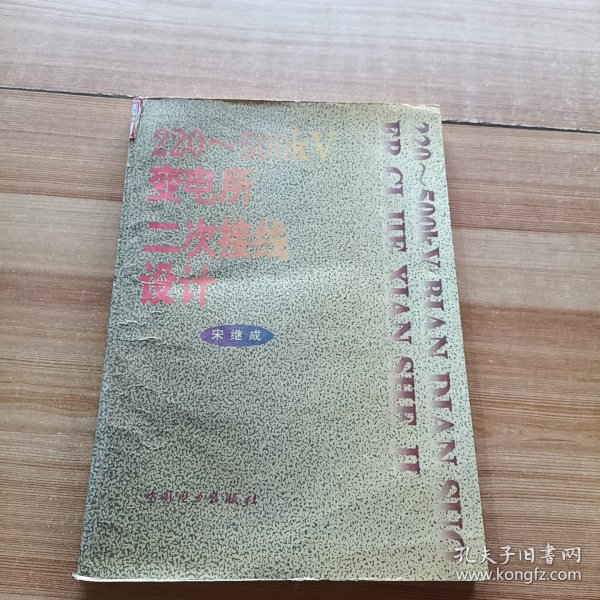 220～500kV
变电所
二次接线
设计
宋继成
中国电力出版社
220～500kV BIAN DIAN SUO
ER CI JIE XIAN SHE JI
孔夫子旧书网
www.kongfz.com